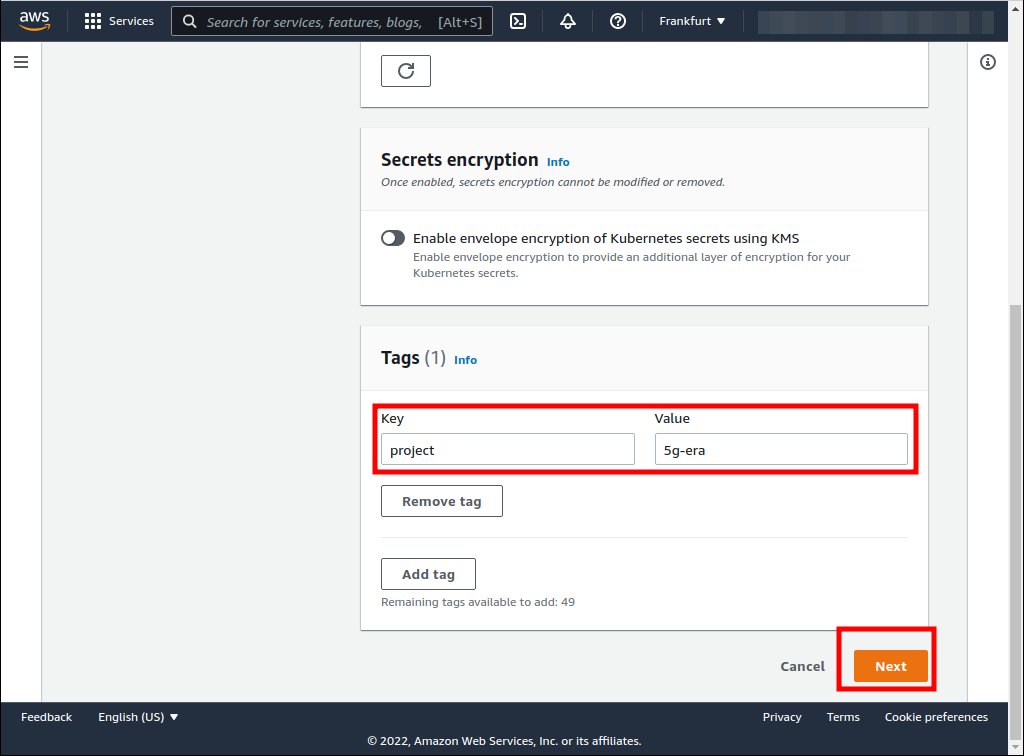 aws Services Search for services, features, blogs, [Alt+S] Frankfurt
Secrets encryption Info
Once enabled, secrets encryption cannot be modified or removed.
Enable envelope encryption of Kubernetes secrets using KMS
Enable envelope encryption to provide an additional layer of encryption for your
Kubernetes secrets.
Tags (1) Info
Key Value
project 5g-era
Remove tag
Add tag
Remaining tags available to add: 49
Cancel Next
Feedback English (US) Privacy Terms Cookie preferences
© 2022, Amazon Web Services, Inc. or its affiliates.